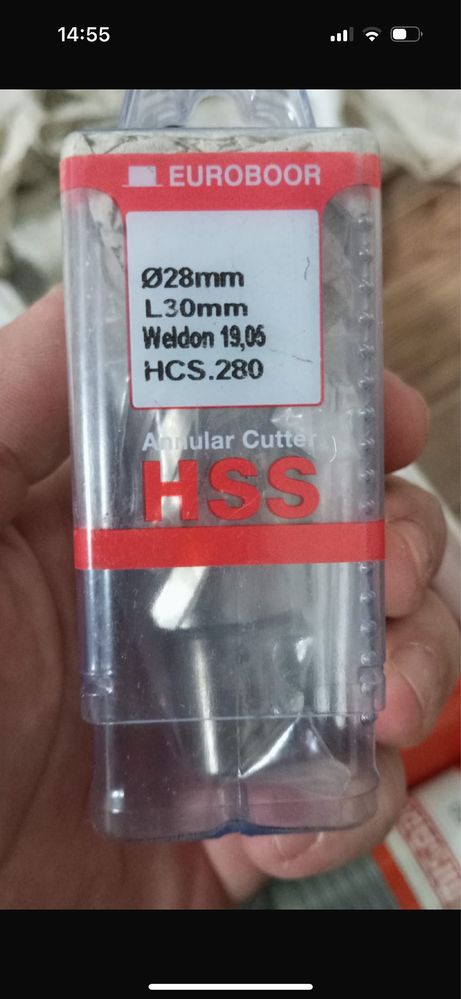 14:55
EUROBOOR
Ø28mm
L30mm
Weldon 19,05
HCS.280
Annular Cutter
HSS